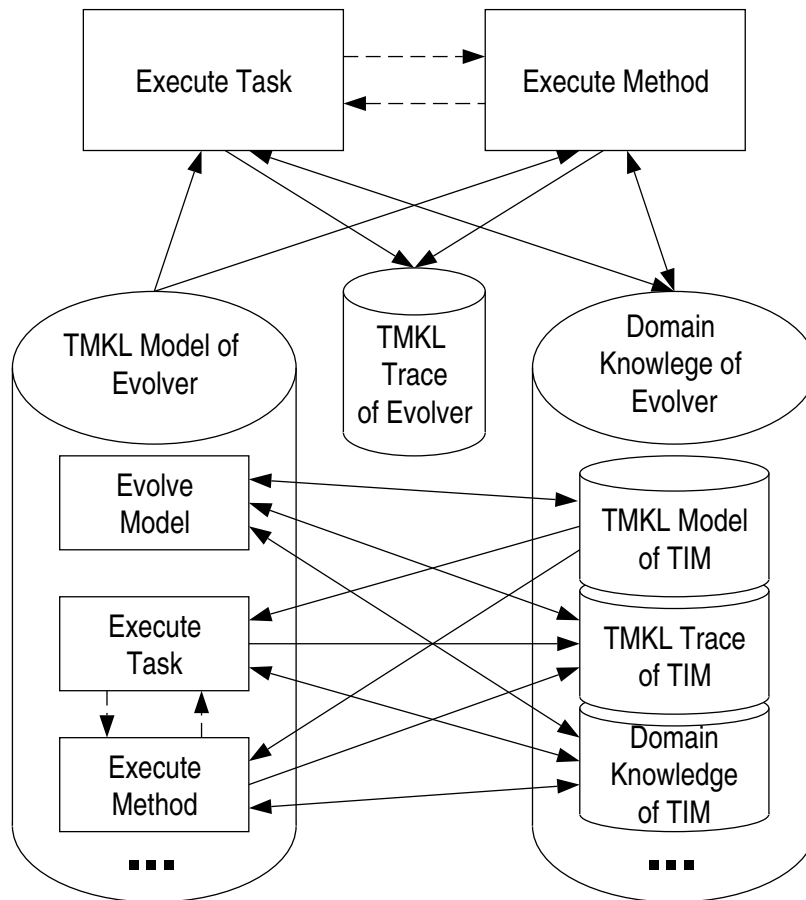 Execute Task
Execute Method
TMKL Model of
Evolver
TMKL
Trace
of Evolver
Domain
Knowlege of
Evolver
Evolve
Model
TMKL Model
of TIM
Execute
Task
TMKL Trace
of TIM
Execute
Method
Domain
Knowledge
of TIM